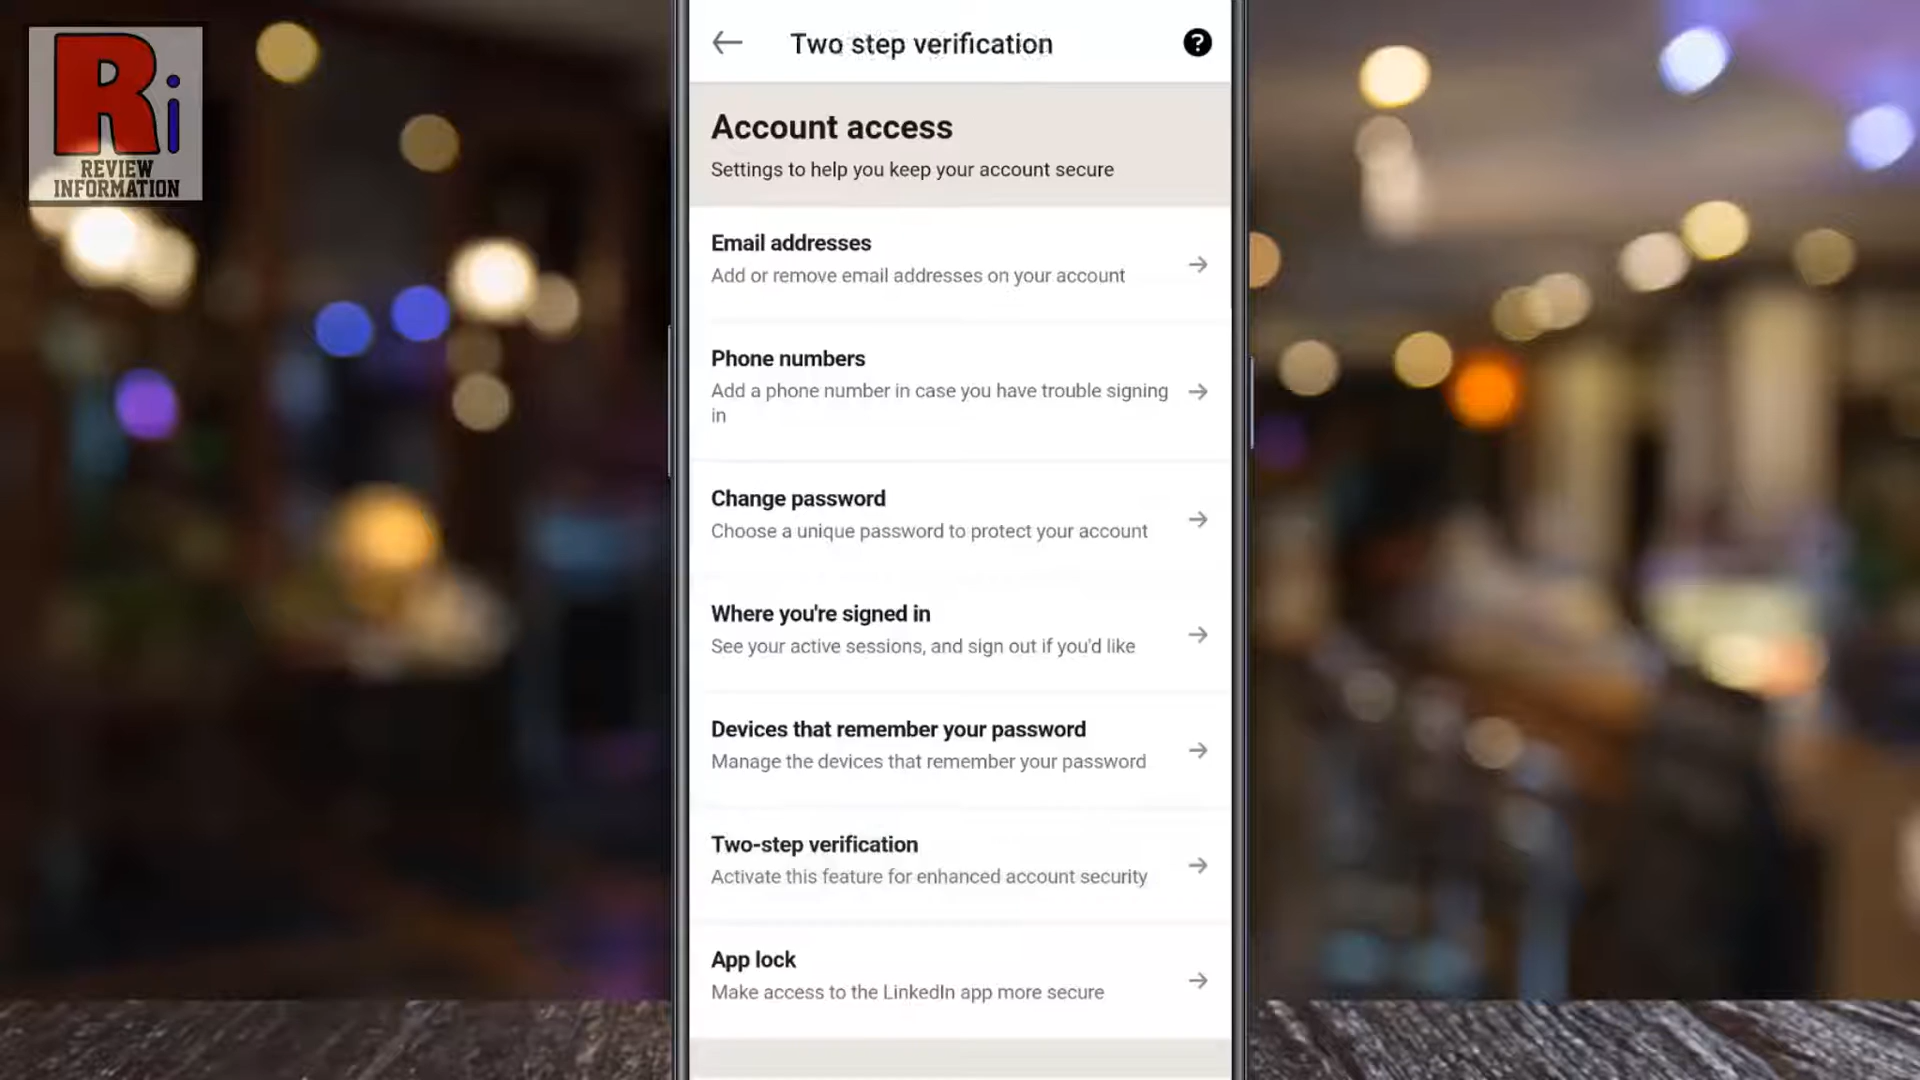 Ri
REVIEW
INFORMATION
Two step verification
?
Account access
Settings to help you keep your account secure
Email addresses
Add or remove email addresses on your account
Phone numbers
Add a phone number in case you have trouble signing
in
Change password
Choose a unique password to protect your account
Where you're signed in
See your active sessions, and sign out if you'd like
Devices that remember your password
Manage the devices that remember your password
Two-step verification
Activate this feature for enhanced account security
App lock
Make access to the LinkedIn app more secure